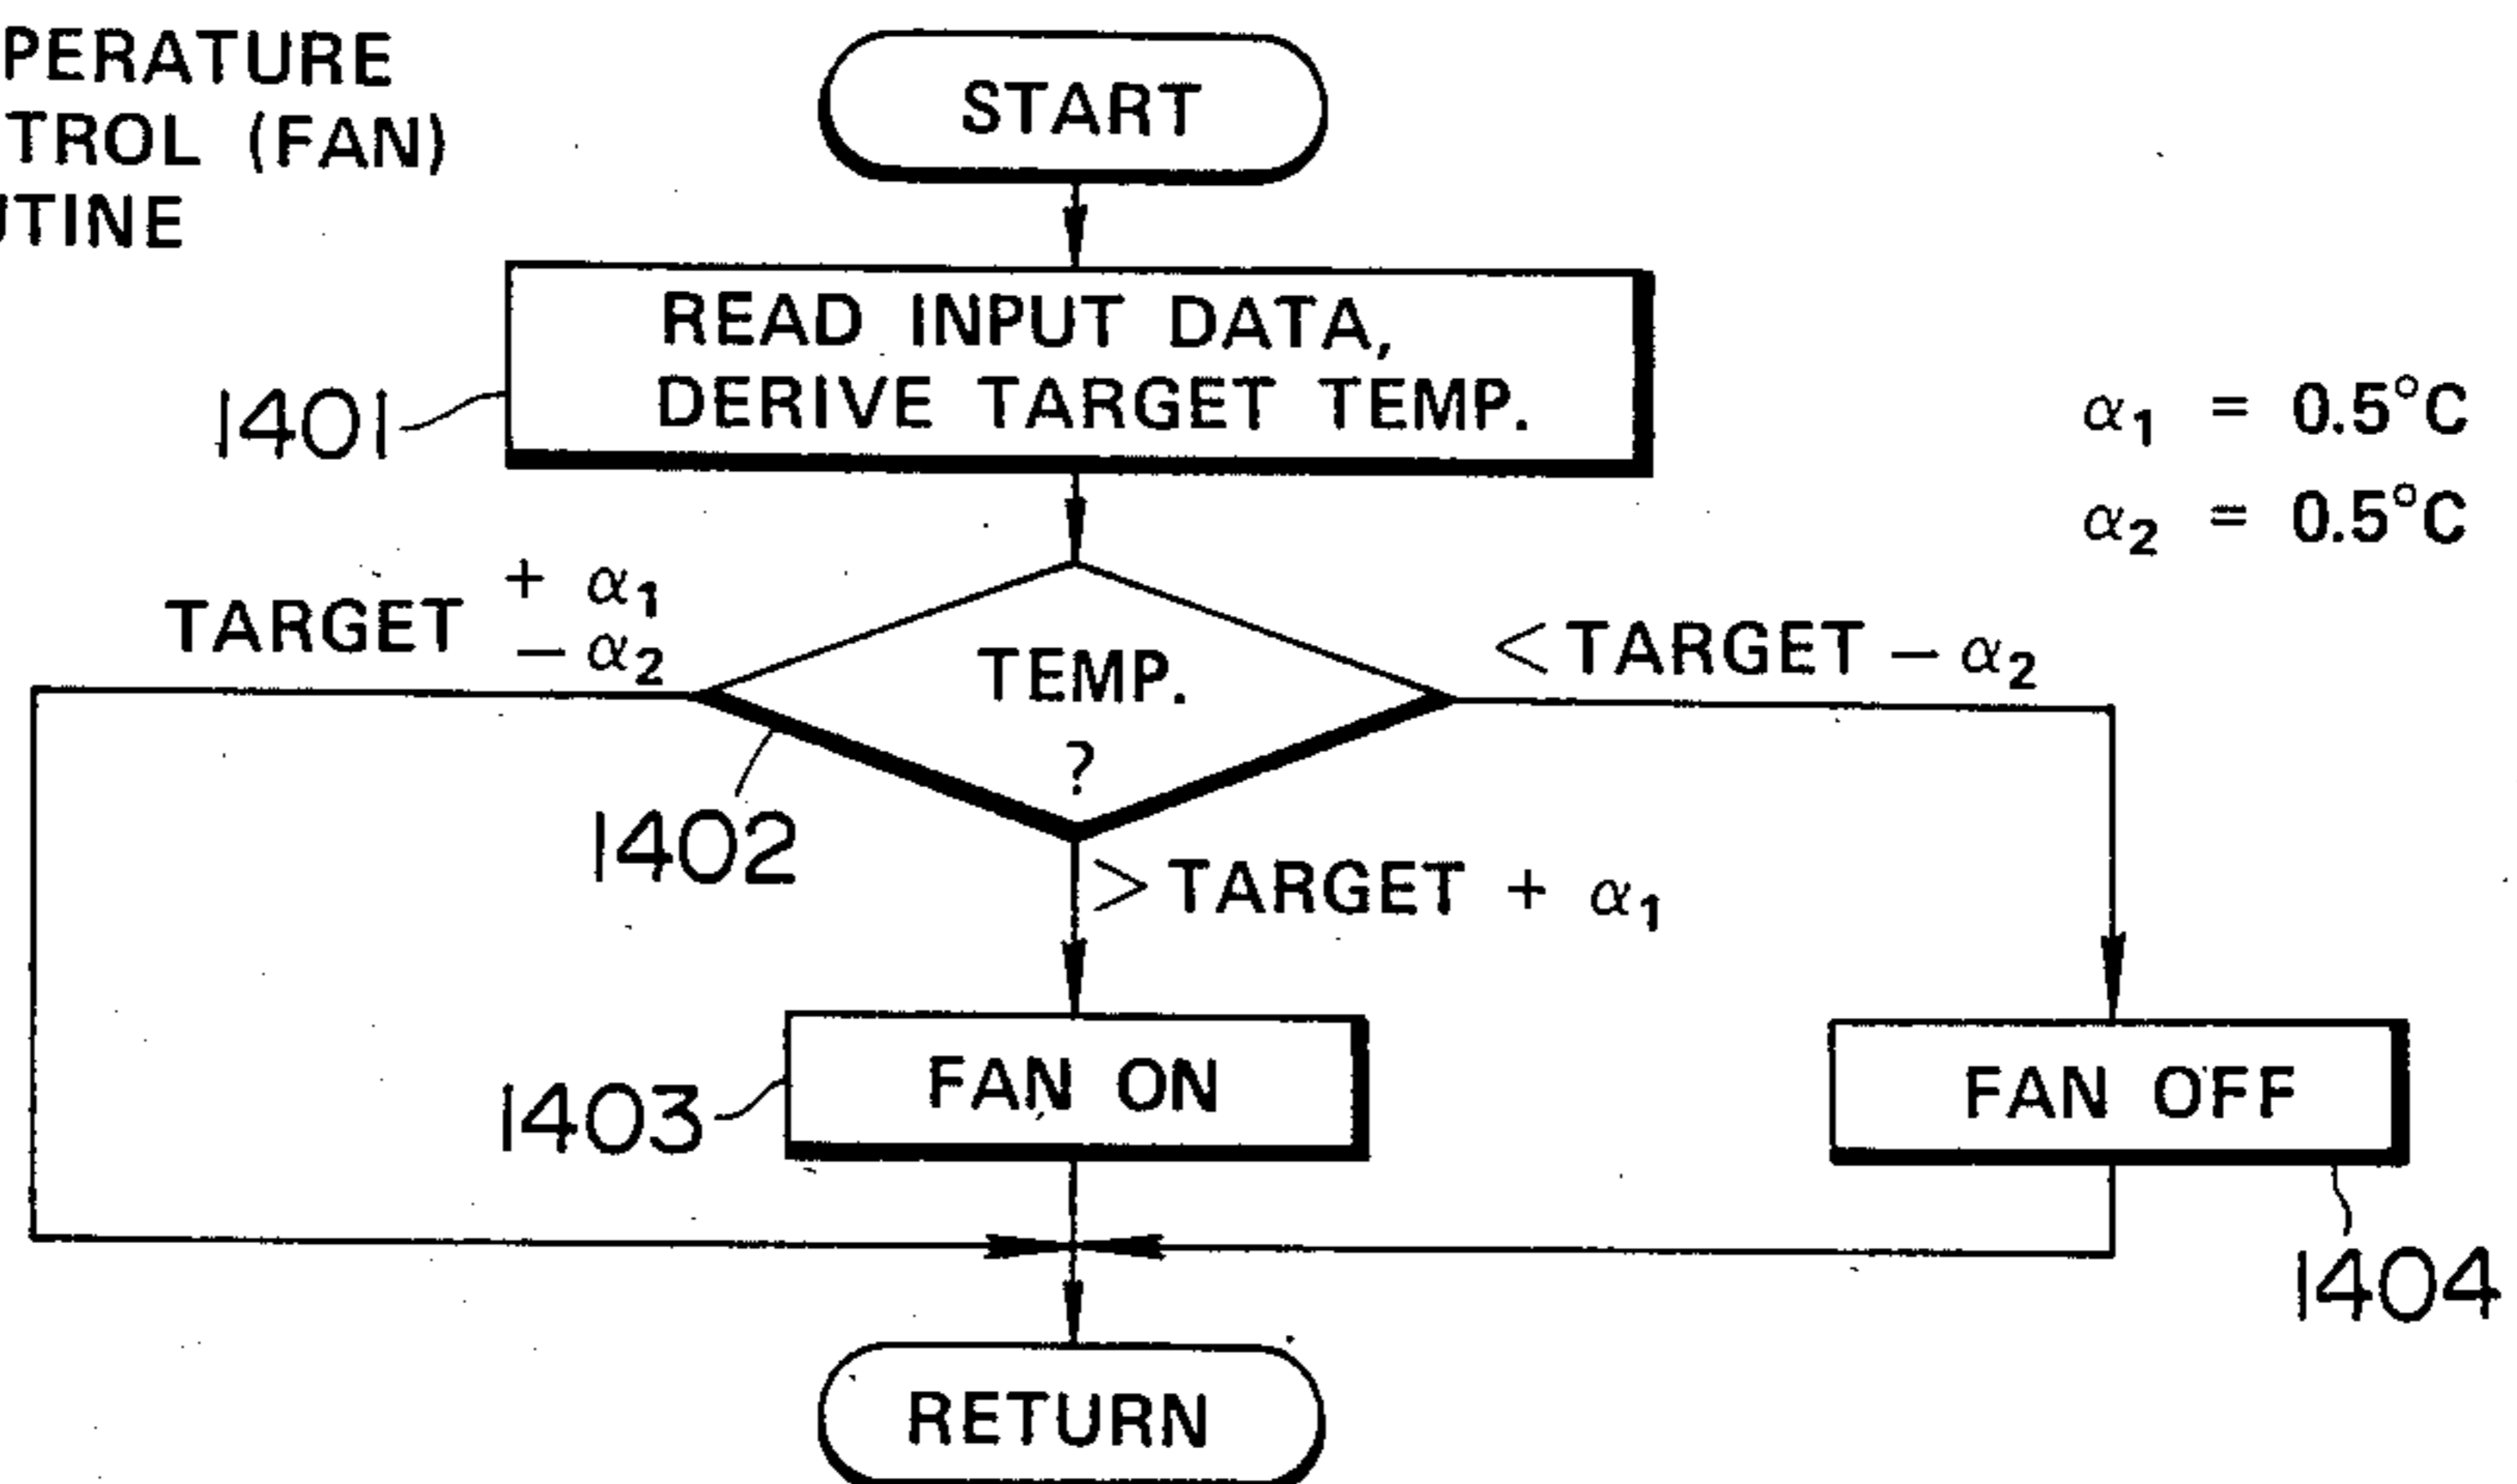 PERATURE
TROL (FAN)
UTINE
START
READ INPUT DATA,
DERIVE TARGET TEMP.
1401
α1 = 0.5°C
α2 = 0.5°C
TARGET + α1
− α2
TEMP.
?
< TARGET − α2
1402
> TARGET + α1
FAN ON
1403
FAN OFF
1404
RETURN